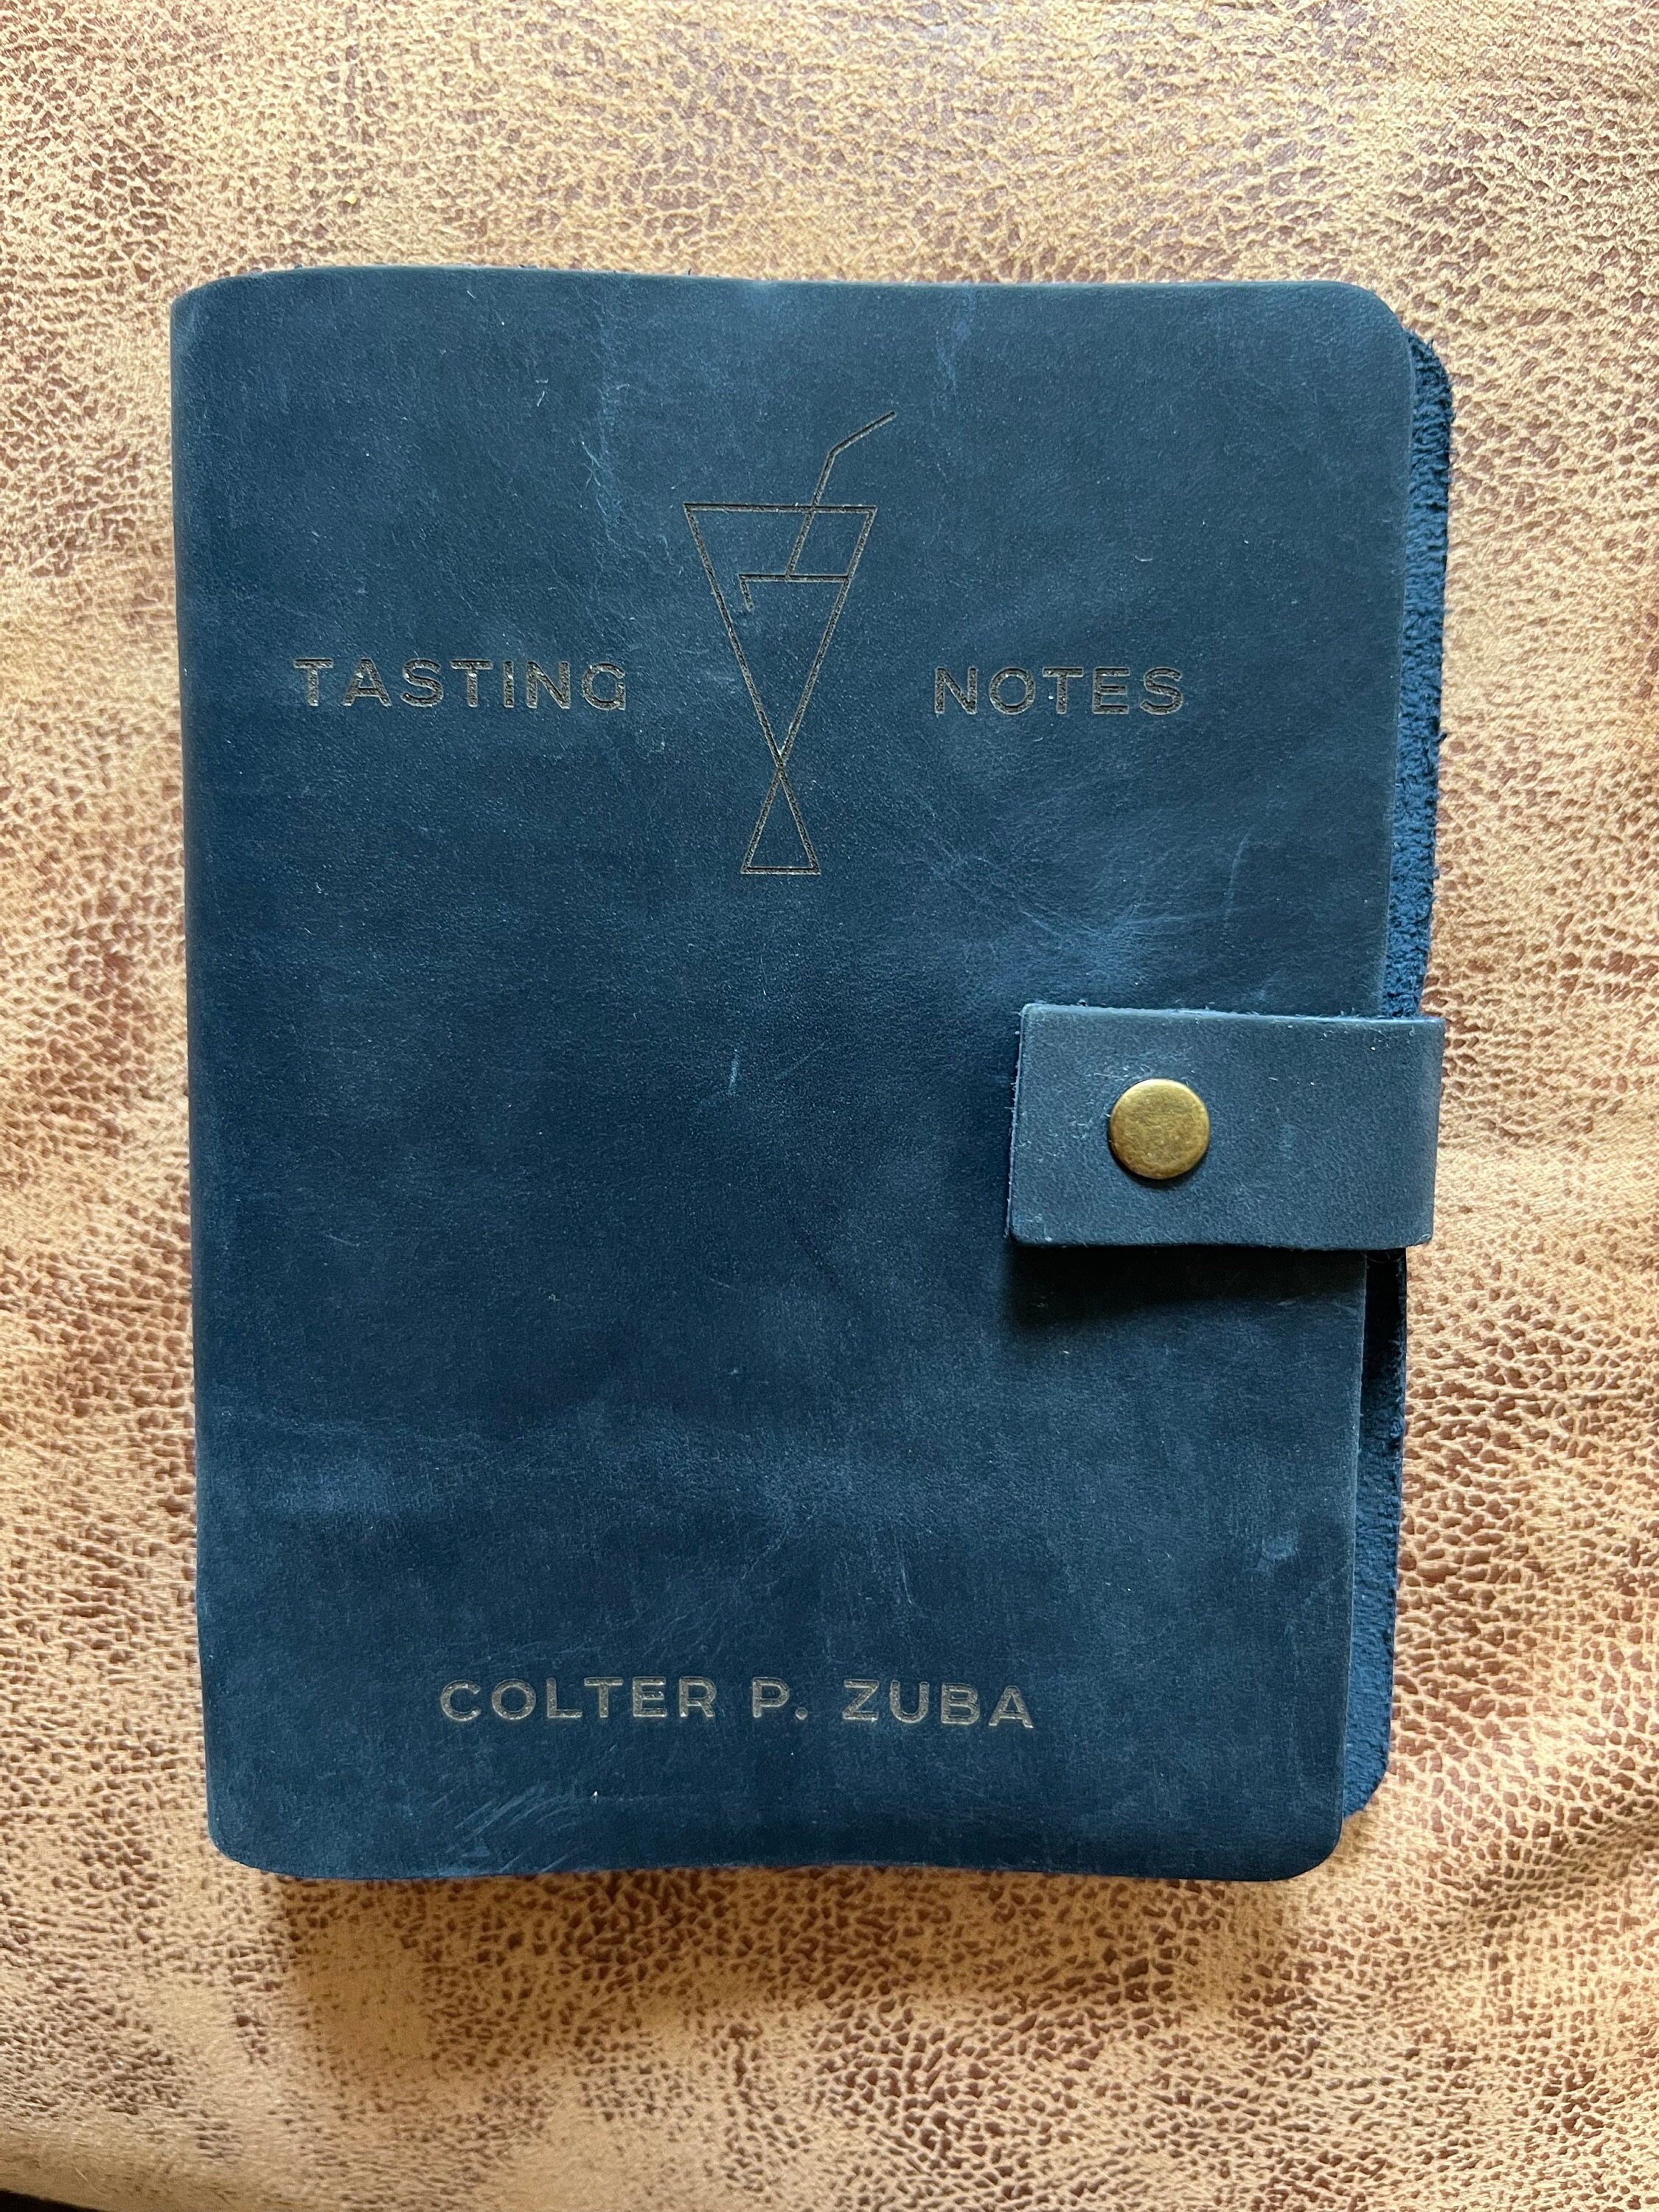 TASTING NOTES
COLTER P. ZUBA